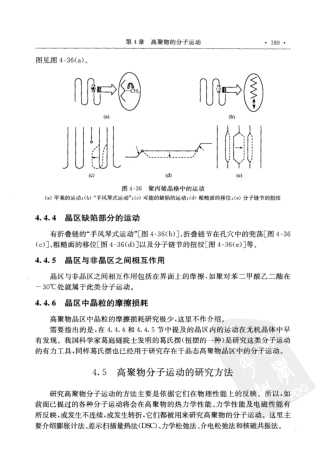 第 4 章 高聚物的分子运动 · 189 ·
图见图 4-36(a)。
CH₃
(a) (b)
(c) (d) (e)
图 4-36 聚丙烯晶格中的运动
(a) 甲基的运动;(b)“手风琴式运动”;(c) 可能的缺陷的运动;(d) 粗糙面的移位;(e) 分子链节的扭纹
4.4.4 晶区缺陷部分的运动
有折叠链的“手风琴式运动”[图 4-36(b)]、折叠链节在孔穴中的兜荡[图 4-36
(c)]、粗糙面的移位[图 4-36(d)]以及分子链节的扭纹[图 4-36(e)]等。
4.4.5 晶区与非晶区之间相互作用
晶区与非晶区之间相互作用包括在界面上的摩擦,如聚对苯二甲酸乙二酯在
−30℃处就属于此类分子运动。
4.4.6 晶区中晶粒的摩擦损耗
高聚物晶区中晶粒的摩擦损耗研究极少,这里不作介绍。
需要指出的是,在 4.4.4 和 4.4.5 节中提及的晶区内的运动在无机晶体中早
有发现。我国科学家葛庭燧院士发明的葛氏摆(扭摆的一种)是研究这类分子运动
的有力工具,同样葛氏摆也已经用于研究存在于晶态高聚物晶区中的分子运动。
4.5 高聚物分子运动的研究方法
研究高聚物分子运动的方法主要是依据它们在物理性能上的反映。所以,如
前面已提过的各种分子运动将会在高聚物的热力学性能、力学性能及电磁性能有
所反映,或发生不连续,或发生转折,它们都被用来研究高聚物的分子运动。这里主
要介绍膨胀计法、差示扫描量热法(DSC)、力学松弛法、介电松弛法和核磁共振法。